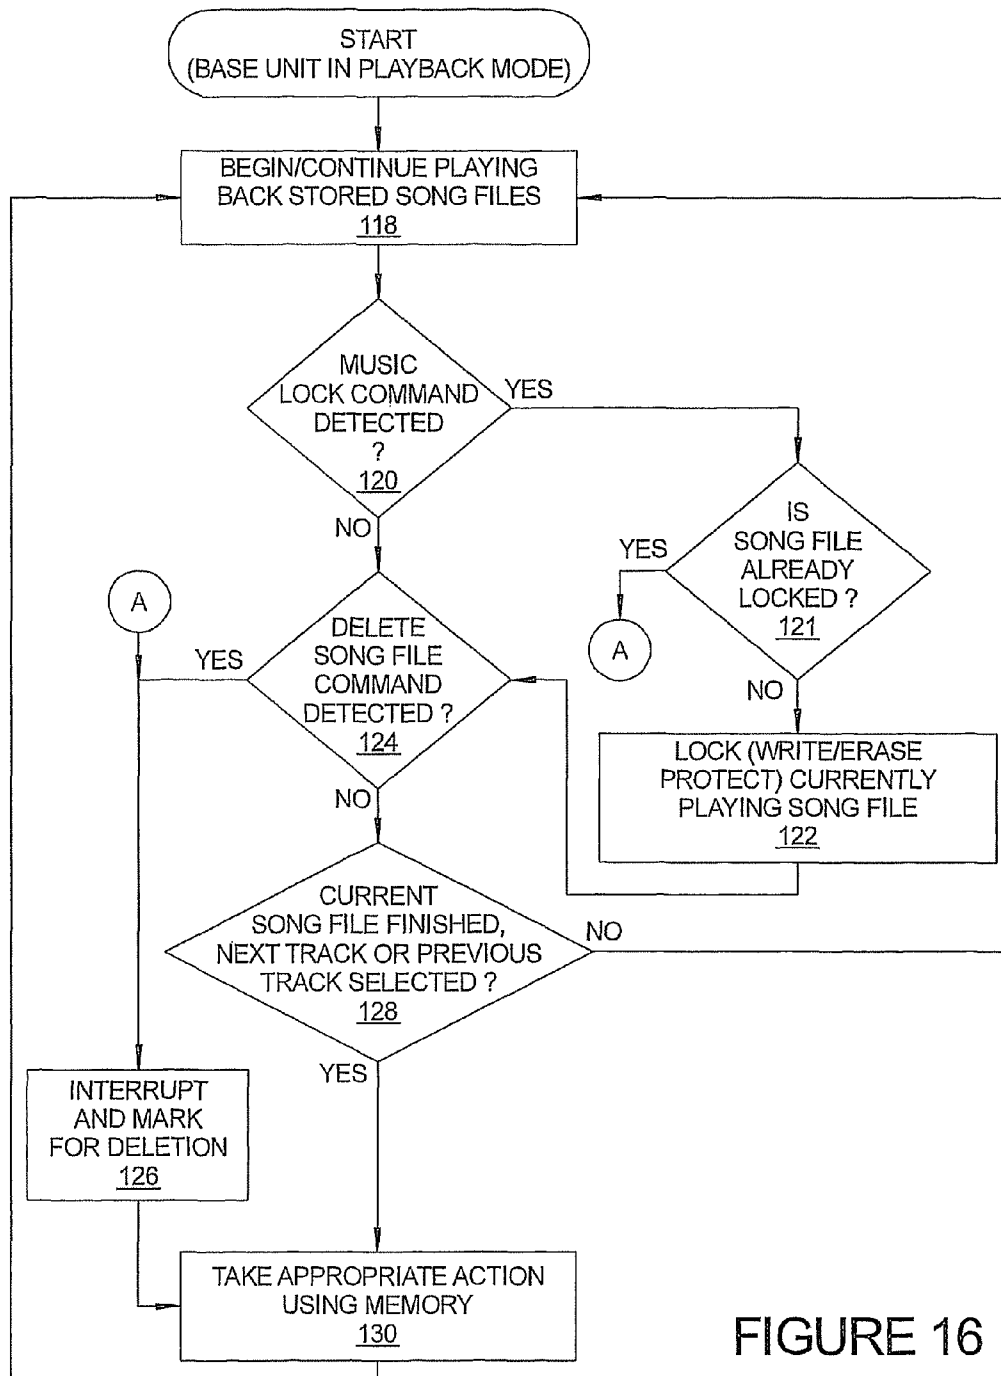 START
(BASE UNIT IN PLAYBACK MODE)
BEGIN/CONTINUE PLAYING
BACK STORED SONG FILES
118
MUSIC
LOCK COMMAND
DETECTED
?
120
YES
NO
IS
SONG FILE
ALREADY
LOCKED ?
121
YES
A
NO
A
DELETE
SONG FILE
COMMAND
DETECTED ?
124
YES
NO
LOCK (WRITE/ERASE
PROTECT) CURRENTLY
PLAYING SONG FILE
122
CURRENT
SONG FILE FINISHED,
NEXT TRACK OR PREVIOUS
TRACK SELECTED ?
128
NO
YES
INTERRUPT
AND MARK
FOR DELETION
126
TAKE APPROPRIATE ACTION
USING MEMORY
130
FIGURE 16